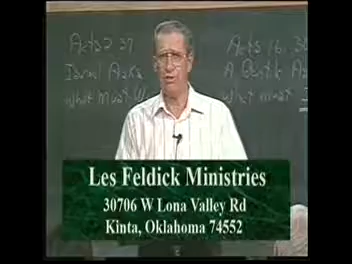 Acts 2 37
Acts 16, 30
Israel Asks
A Gentile As
what must W
what must I
Les Feldick Ministries
30706 W Lona Valley Rd
Kinta, Oklahoma 74552